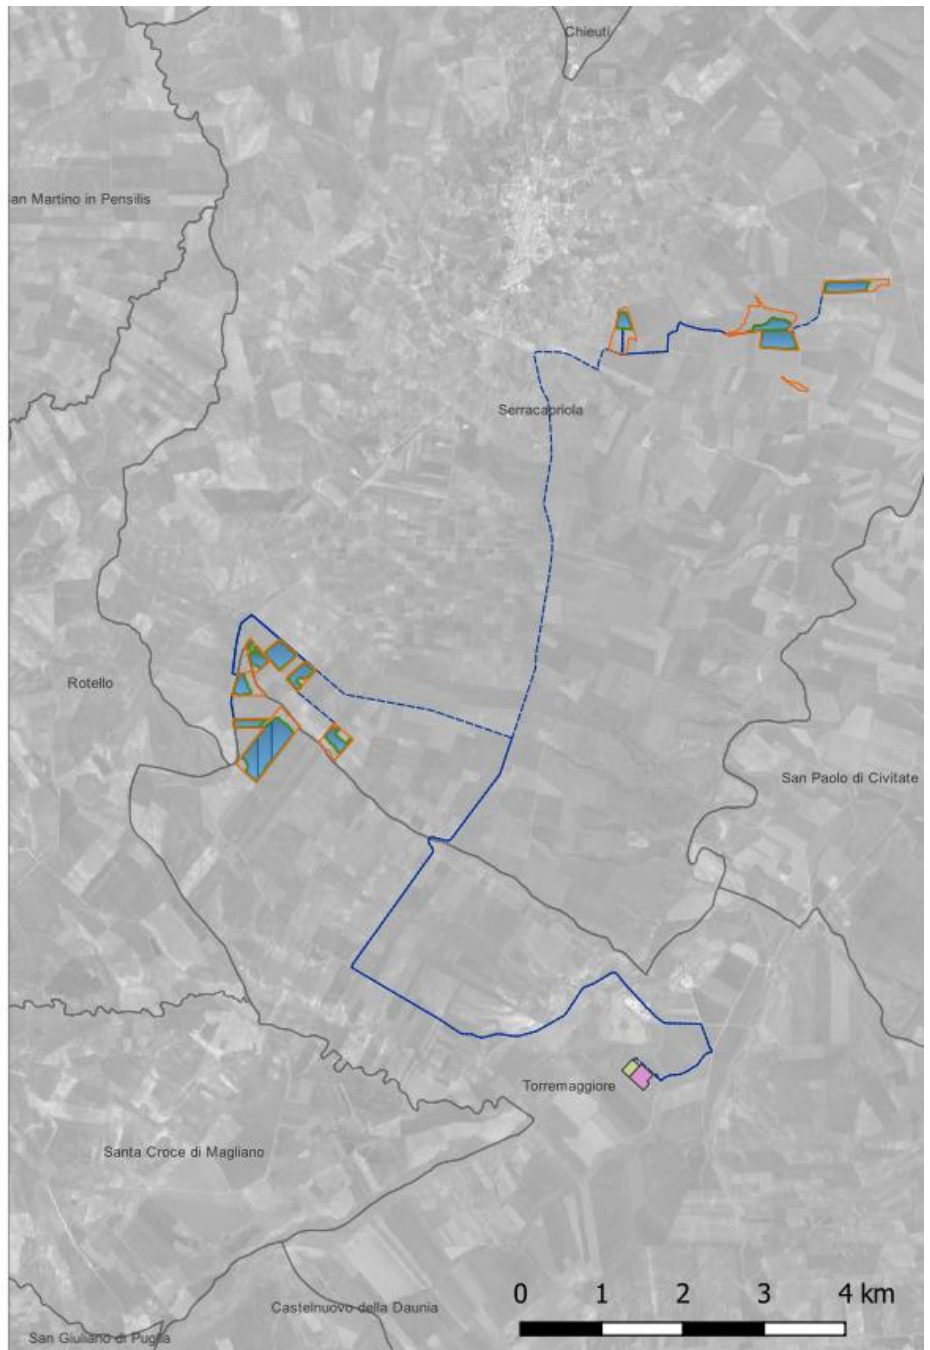 Chieuti
an Martino in Pensilis
Serracapriola
Rotello
San Paolo di Civitate
Torremaggiore
Santa Croce di Magliano
Castelnuovo della Daunia
San Giuliano di Puglia
0 1 2 3 4 km